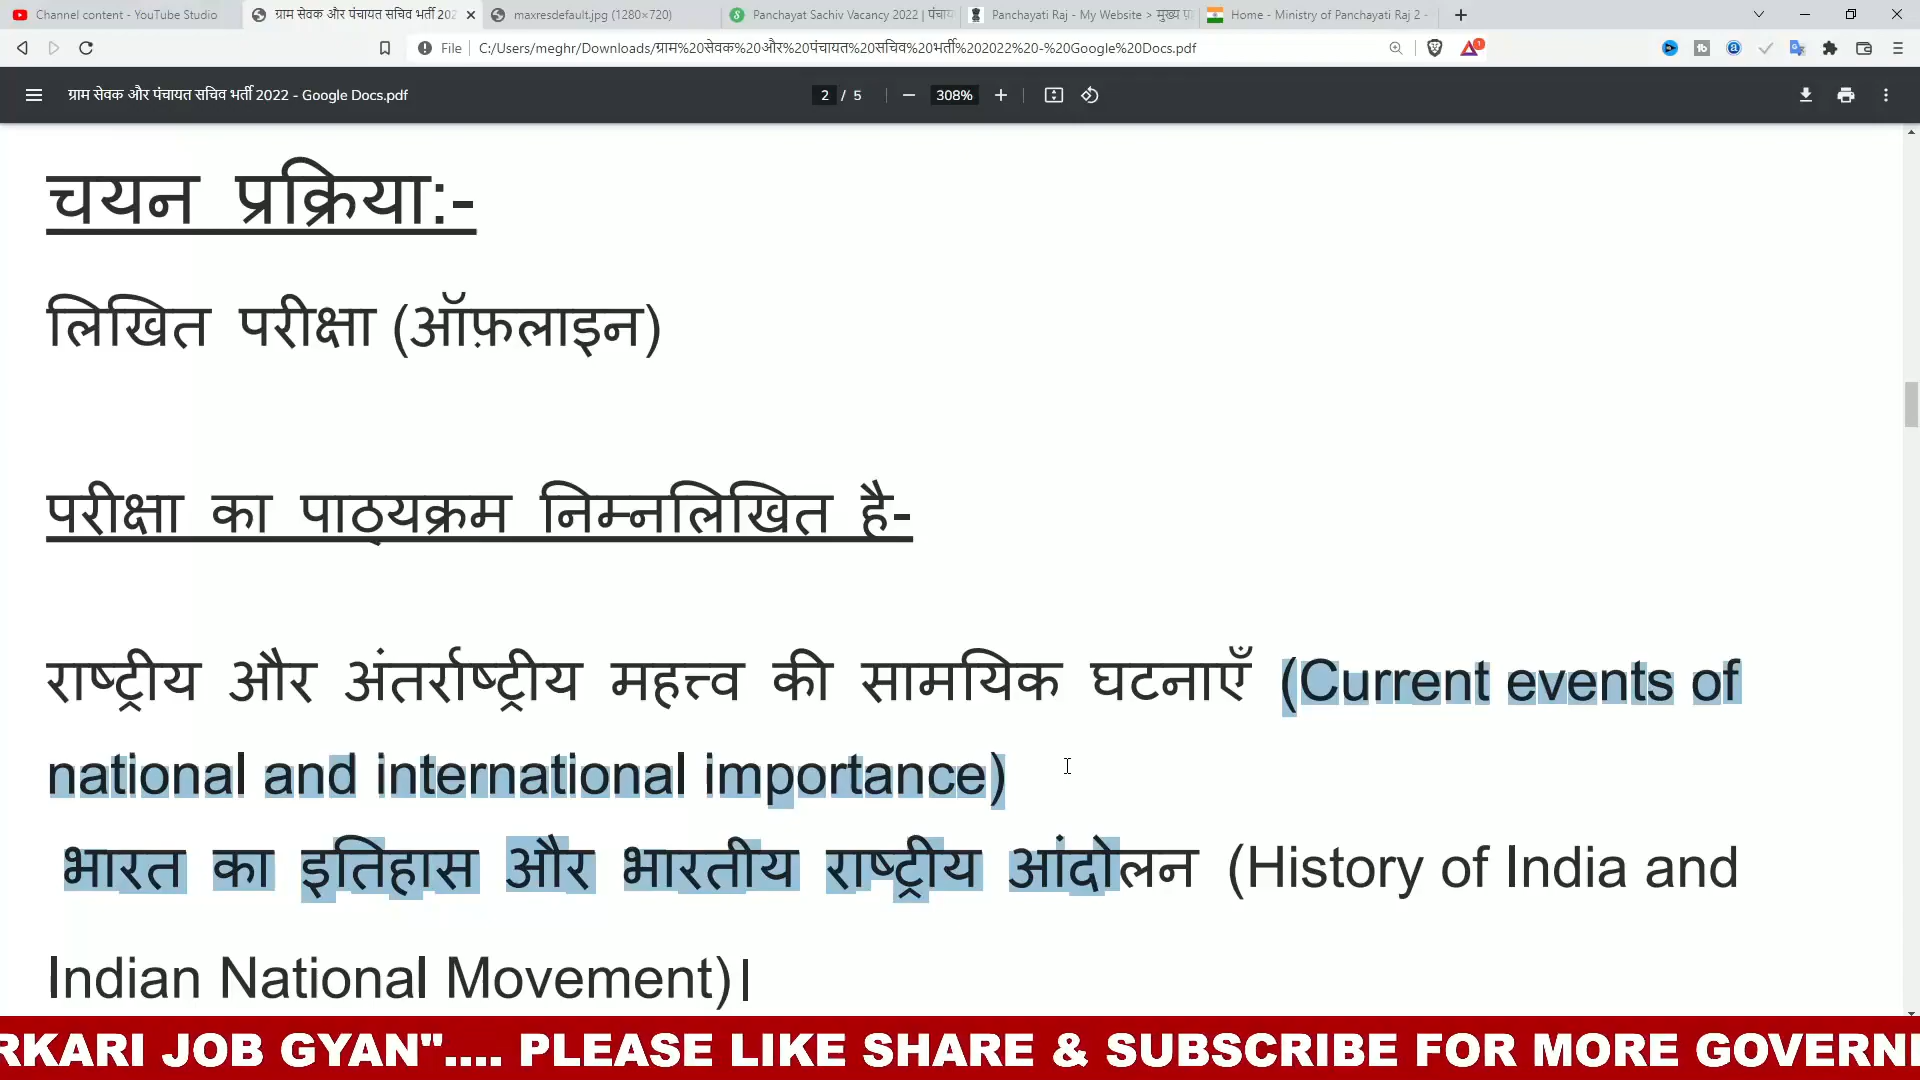 Channel content - YouTube Studio
ग्राम सेवक और पंचायत सचिव भर्ती 202
maxresdefault.jpg (1280×720)
Panchayat Sachiv Vacancy 2022 | पंचाय
Panchayati Raj - My Website > मुख्य पृ
Home - Ministry of Panchayati Raj 2 -
File
C:/Users/meghr/Downloads/ग्राम%20सेवक%20और%20पंचायत%20सचिव%20भर्ती%202022%20-%20Google%20Docs.pdf
ग्राम सेवक और पंचायत सचिव भर्ती 2022 - Google Docs.pdf
2 / 5
308%
चयन प्रक्रिया:-
लिखित परीक्षा (ऑफ़लाइन)
परीक्षा का पाठ्यक्रम निम्नलिखित है-
राष्ट्रीय और अंतर्राष्ट्रीय महत्त्व की सामयिक घटनाएँ (Current events of
national and international importance)
भारत का इतिहास और भारतीय राष्ट्रीय आंदोलन (History of India and
Indian National Movement)।
RKARI JOB GYAN".... PLEASE LIKE SHARE & SUBSCRIBE FOR MORE GOVERN